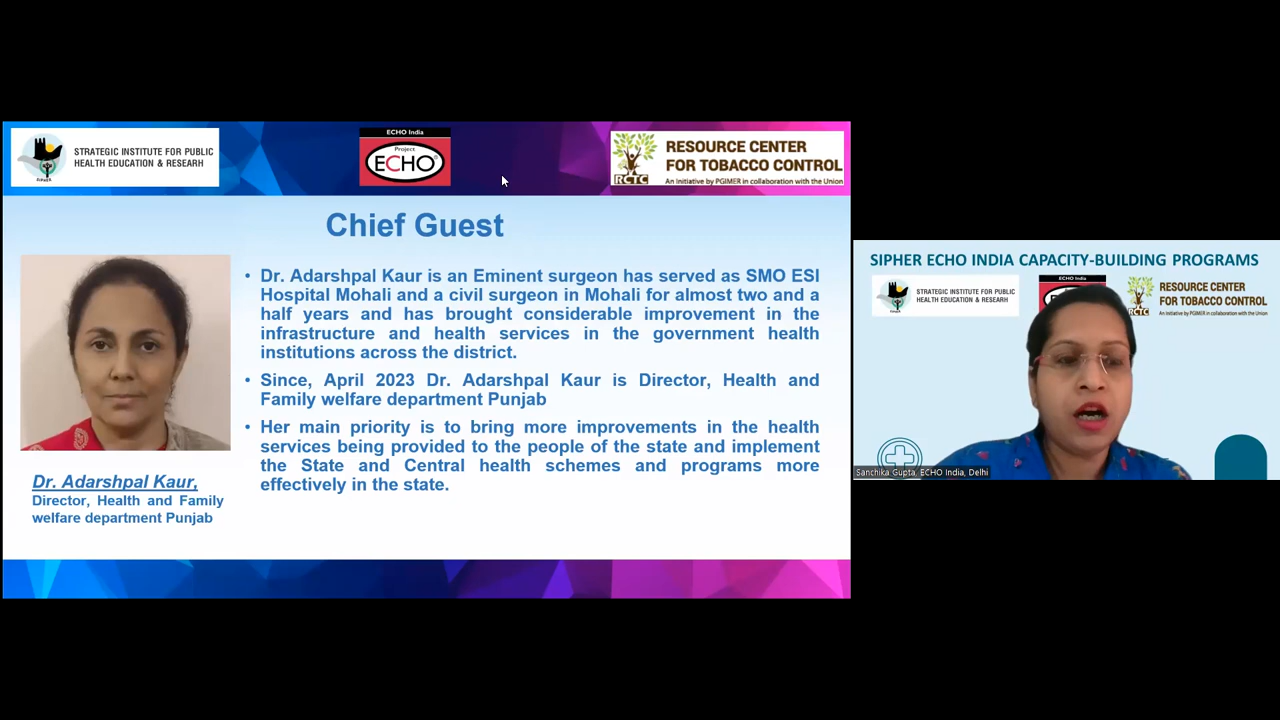 STRATEGIC INSTITUTE FOR PUBLIC
HEALTH EDUCATION & RESEARH
ECHO India
Project
ECHO
RCTC
RESOURCE CENTER
FOR TOBACCO CONTROL
An Initiative by PGIMER in collaboration with the Union
Chief Guest
• Dr. Adarshpal Kaur is an Eminent surgeon has served as SMO ESI
Hospital Mohali and a civil surgeon in Mohali for almost two and a
half years and has brought considerable improvement in the
infrastructure and health services in the government health
institutions across the district.
• Since, April 2023 Dr. Adarshpal Kaur is Director, Health and
Family welfare department Punjab
• Her main priority is to bring more improvements in the health
services being provided to the people of the state and implement
the State and Central health schemes and programs more
effectively in the state.
Dr. Adarshpal Kaur,
Director, Health and Family
welfare department Punjab
SIPHER ECHO INDIA CAPACITY-BUILDING PROGRAMS
STRATEGIC INSTITUTE FOR PUBLIC
HEALTH EDUCATION & RESEARH
ECHO India
RCTC
RESOURCE CENTER
FOR TOBACCO CONTROL
An Initiative by PGIMER in collaboration with the Union
Sanchika Gupta, ECHO India, Delhi